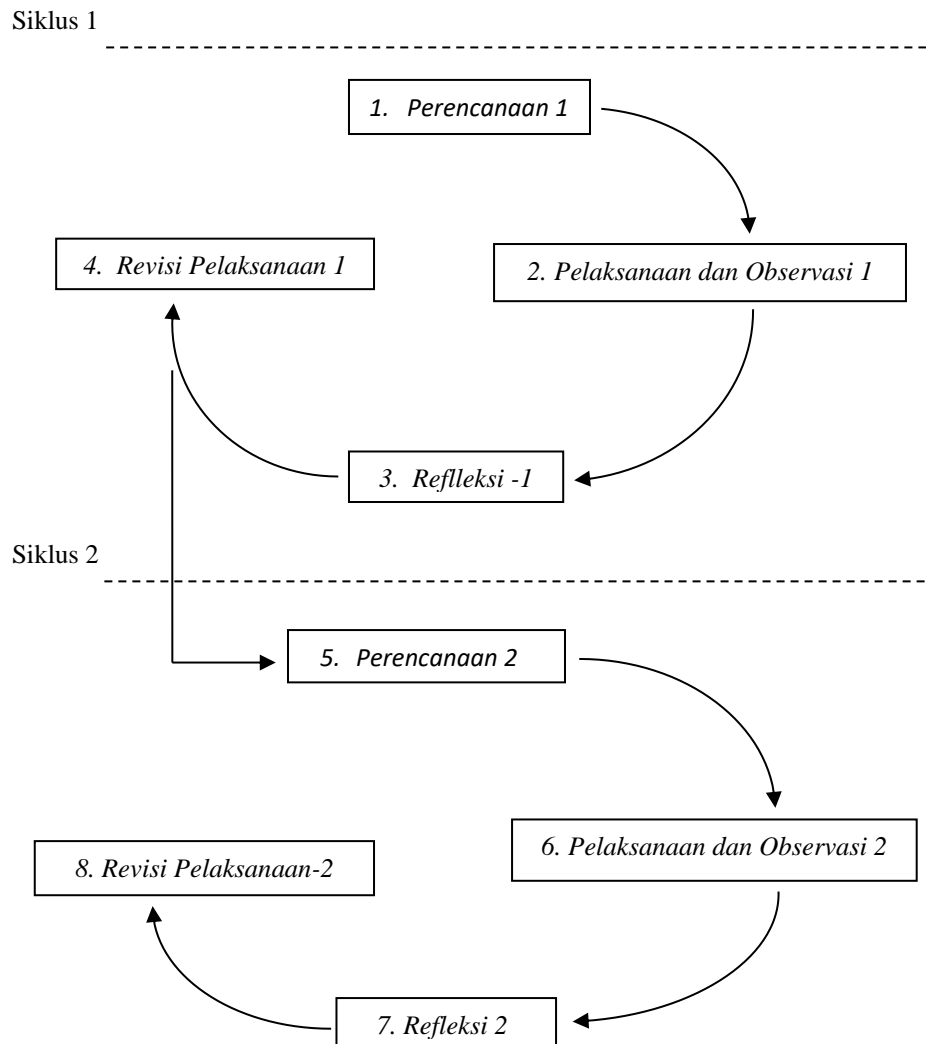 Siklus 1
1. Perencanaan 1
4. Revisi Pelaksanaan 1
2. Pelaksanaan dan Observasi 1
3. Reflleksi -1
Siklus 2
5. Perencanaan 2
6. Pelaksanaan dan Observasi 2
8. Revisi Pelaksanaan-2
7. Refleksi 2